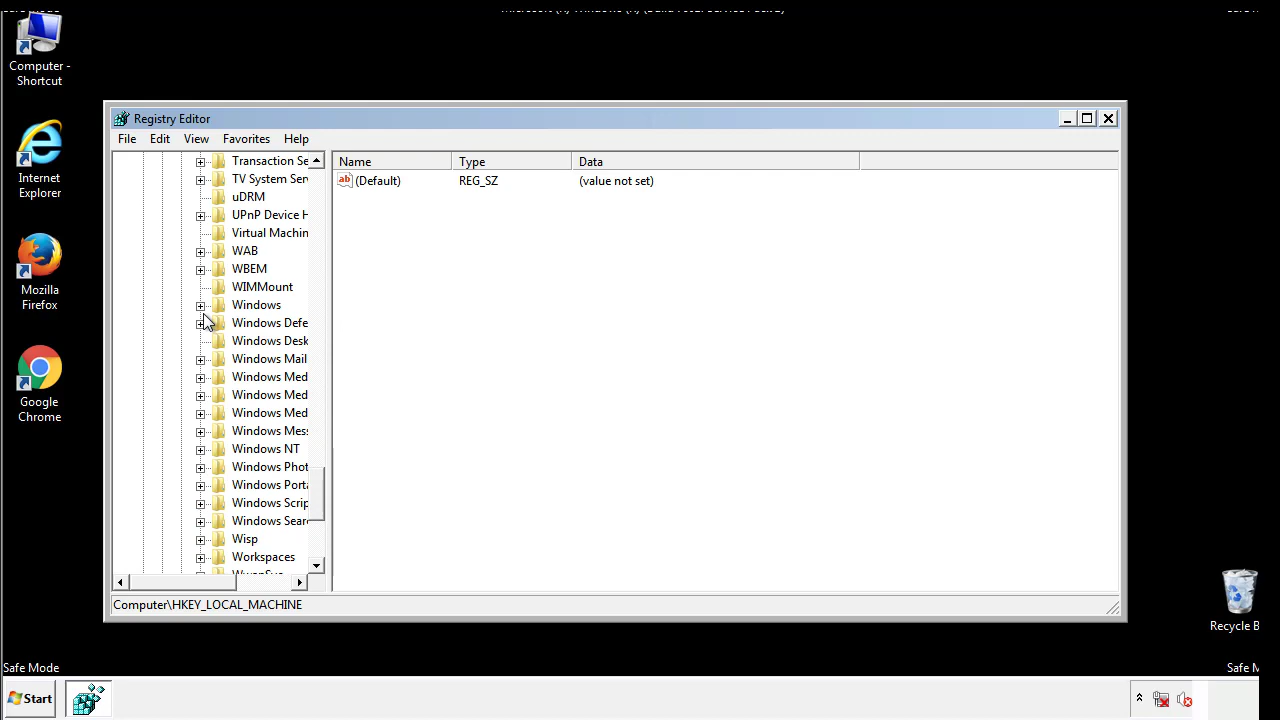 Computer -
Shortcut
Internet
Explorer
Mozilla
Firefox
Google
Chrome
Registry Editor
File Edit View Favorites Help
Transaction Se
TV System Serv
uDRM
UPnP Device H
Virtual Machin
WAB
WBEM
WIMMount
Windows
Windows Defe
Windows Desk
Windows Mail
Windows Med
Windows Med
Windows Med
Windows Mes
Windows NT
Windows Phot
Windows Porta
Windows Scrip
Windows Sear
Wisp
Workspaces
Name Type Data
ab (Default) REG_SZ (value not set)
Computer\HKEY_LOCAL_MACHINE
Recycle B
Safe Mode
Safe M
Start